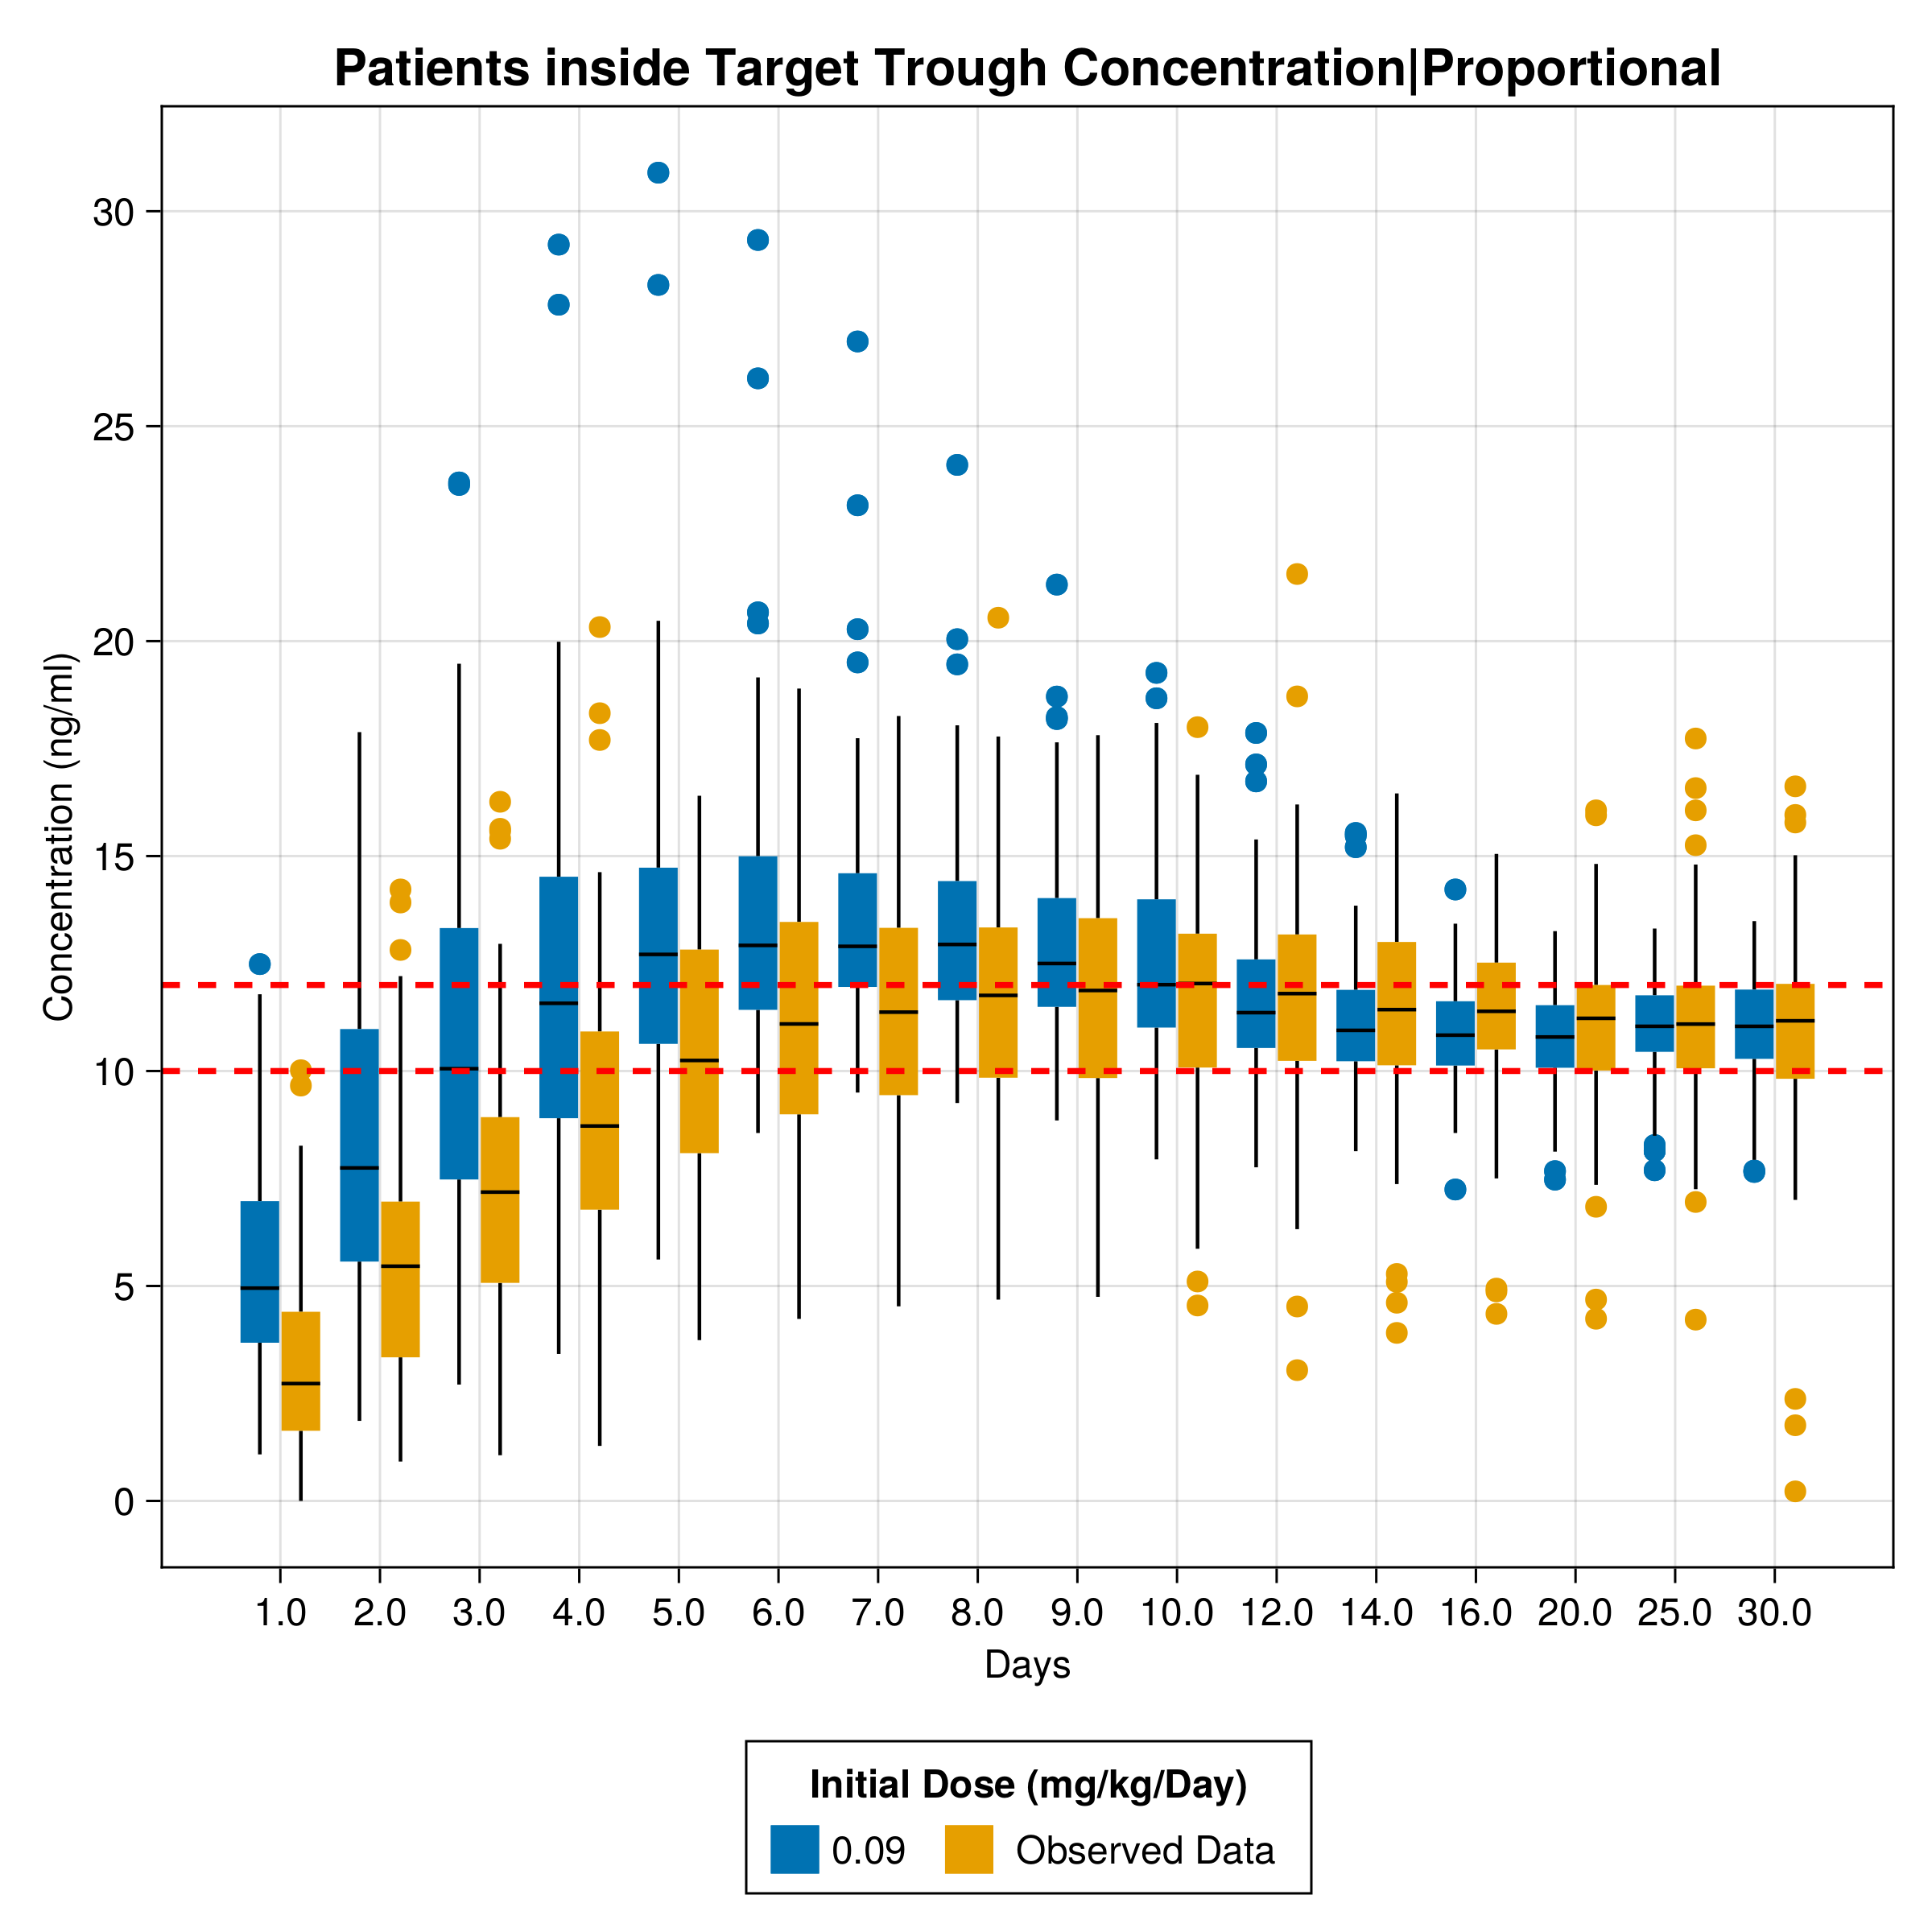 Patients inside Target Trough Concentration|Proportional
Concentration (ng/ml)
30
25
20
15
10
5
0
1.0 2.0 3.0 4.0 5.0 6.0 7.0 8.0 9.0 10.0 12.0 14.0 16.0 20.0 25.0 30.0
Days
Initial Dose (mg/kg/Day)
0.09 Observed Data